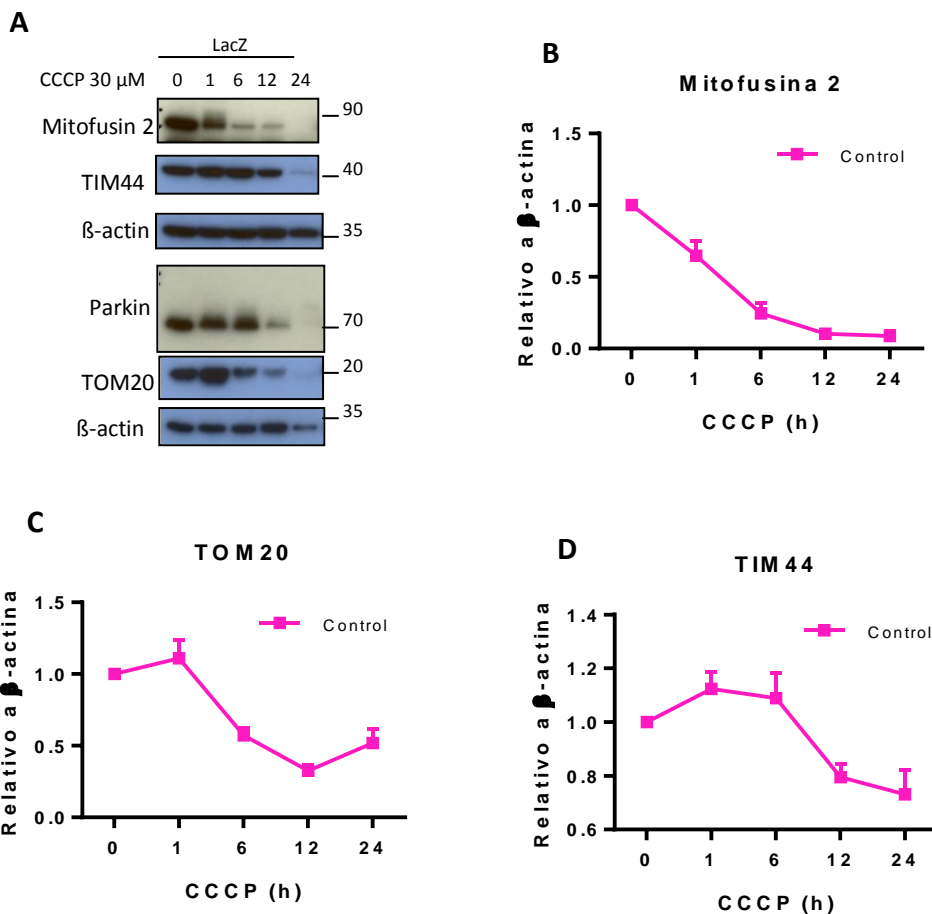 A
LacZ
CCCP 30 µM 0 1 6 12 24
Mitofusin 2
90
TIM44
40
ß-actin
35
Parkin
70
TOM20
20
ß-actin
35
B
Mitofusina 2
Relativo a β-actina
1.5
1.0
0.5
0.0
Control
0 1 6 12 24
CCCP (h)
C
TOM20
Relativo a β-actina
1.5
1.0
0.5
0.0
Control
0 1 6 12 24
CCCP (h)
D
TIM44
Relativo a β-actina
1.4
1.2
1.0
0.8
0.6
Control
0 1 6 12 24
CCCP (h)